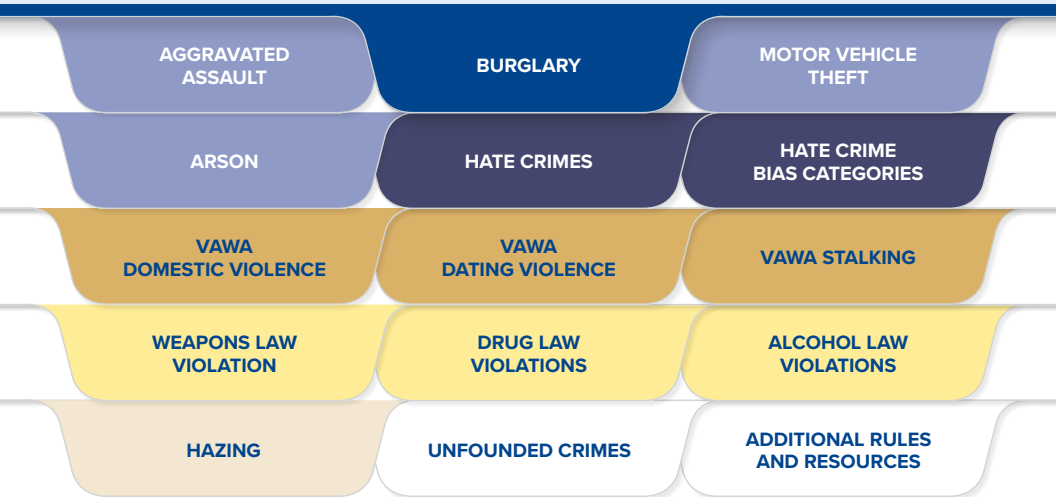 AGGRAVATED
ASSAULT
BURGLARY
MOTOR VEHICLE
THEFT
ARSON
HATE CRIMES
HATE CRIME
BIAS CATEGORIES
VAWA
DOMESTIC VIOLENCE
VAWA
DATING VIOLENCE
VAWA STALKING
WEAPONS LAW
VIOLATION
DRUG LAW
VIOLATIONS
ALCOHOL LAW
VIOLATIONS
HAZING
UNFOUNDED CRIMES
ADDITIONAL RULES
AND RESOURCES